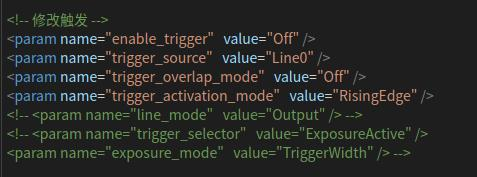 <!-- 修改触发 -->
<param name="enable_trigger"  value="Off" />
<param name="trigger_source"  value="Line0" />
<param name="trigger_overlap_mode"  value="Off" />
<param name="trigger_activation_mode"  value="RisingEdge" />
<!-- <param name="line_mode"  value="Output" /> -->
<!-- <param name="trigger_selector"  value="ExposureActive" />
<param name="exposure_mode"  value="TriggerWidth" /> -->